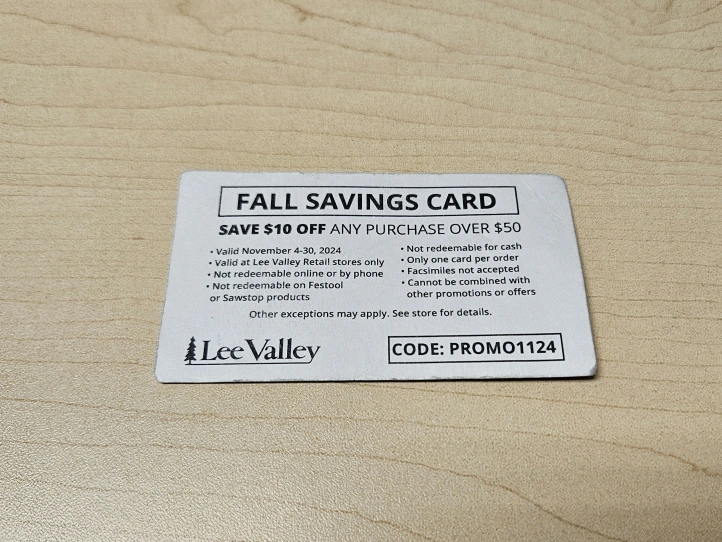 FALL SAVINGS CARD
SAVE $10 OFF ANY PURCHASE OVER $50
• Valid November 4-30, 2024
• Valid at Lee Valley Retail stores only
• Not redeemable online or by phone
• Not redeemable on Festool
or Sawstop products
• Not redeemable for cash
• Only one card per order
• Facsimiles not accepted
• Cannot be combined with
other promotions or offers
Other exceptions may apply. See store for details.
Lee Valley
CODE: PROMO1124